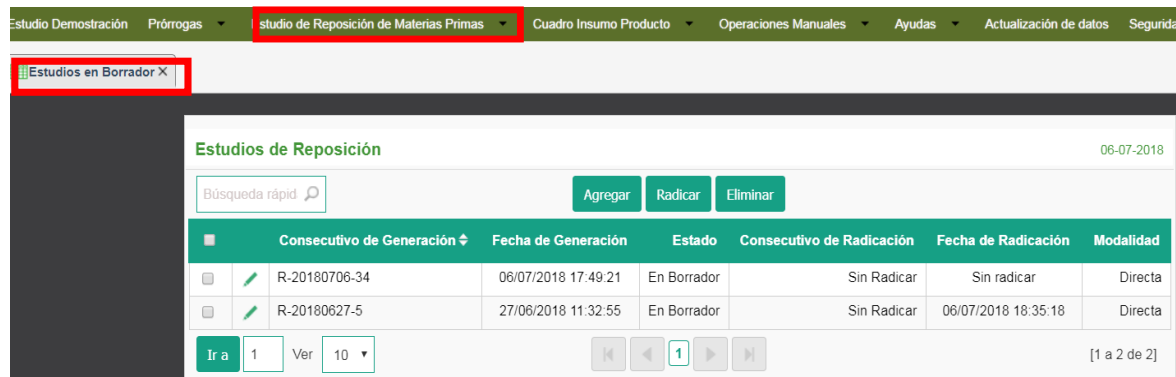 Estudio Demostración Prórrogas Estudio de Reposición de Materias Primas Cuadro Insumo Producto Operaciones Manuales Ayudas Actualización de datos Segurida
Estudios en Borrador X
Estudios de Reposición 06-07-2018
Búsqueda rápid Agregar Radicar Eliminar
Consecutivo de Generación Fecha de Generación Estado Consecutivo de Radicación Fecha de Radicación Modalidad
R-20180706-34 06/07/2018 17:49:21 En Borrador Sin Radicar Sin radicar Directa
R-20180627-5 27/06/2018 11:32:55 En Borrador Sin Radicar 06/07/2018 18:35:18 Directa
Ir a 1 Ver 10 1 [1 a 2 de 2]